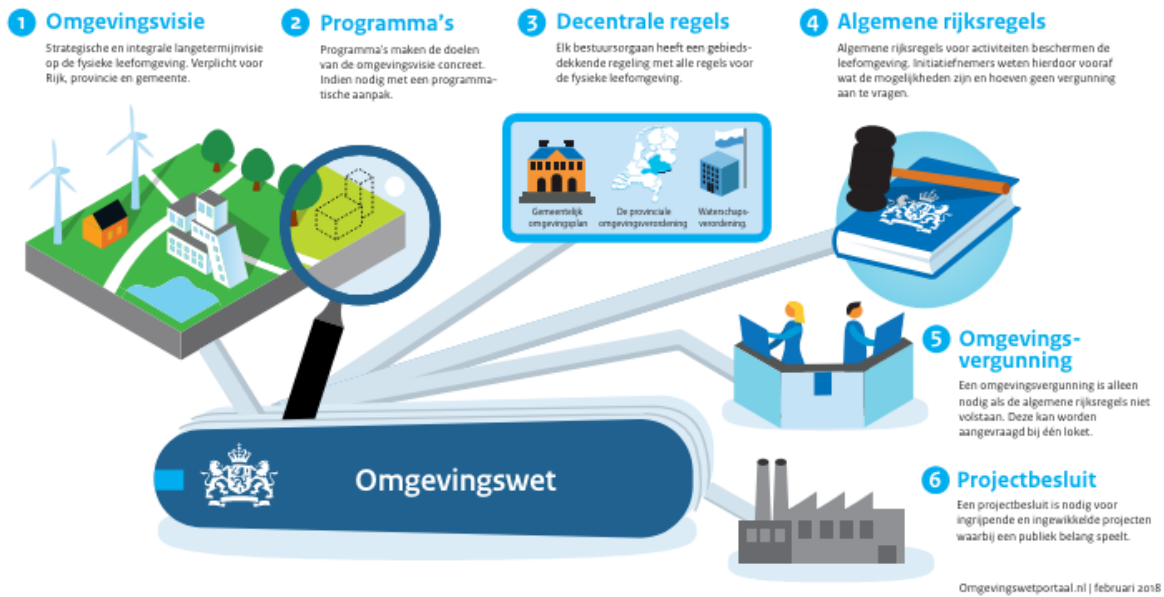 1 Omgevingsvisie
Strategische en integrale langetermijnvisie
op de fysieke leefomgeving. Verplicht voor
Rijk, provincie en gemeente.
2 Programma's
Programma's maken de doelen
van de omgevingsvisie concreet.
Indien nodig met een programma-
tische aanpak.
3 Decentrale regels
Elk bestuursorgaan heeft een gebieds-
dekkende regeling met alle regels voor
de fysieke leefomgeving.
4 Algemene rijksregels
Algemene rijksregels voor activiteiten beschermen de
leefomgeving. Initiatiefnemers weten hierdoor vooraf
wat de mogelijkheden zijn en hoeven geen vergunning
aan te vragen.
Gemeentelijk
omgevingsplan
De provinciale
omgevingsverordening
Waterschaps-
verordening.
5 Omgevings-
vergunning
Een omgevingsvergunning is alleen
nodig als de algemene rijksregels niet
volstaan. Deze kan worden
aangevraagd bij één loket.
Omgevingswet
6 Projectbesluit
Een projectbesluit is nodig voor
ingrijpende en ingewikkelde projecten
waarbij een publiek belang speelt.
Omgevingswetportaal.nl | februari 2018